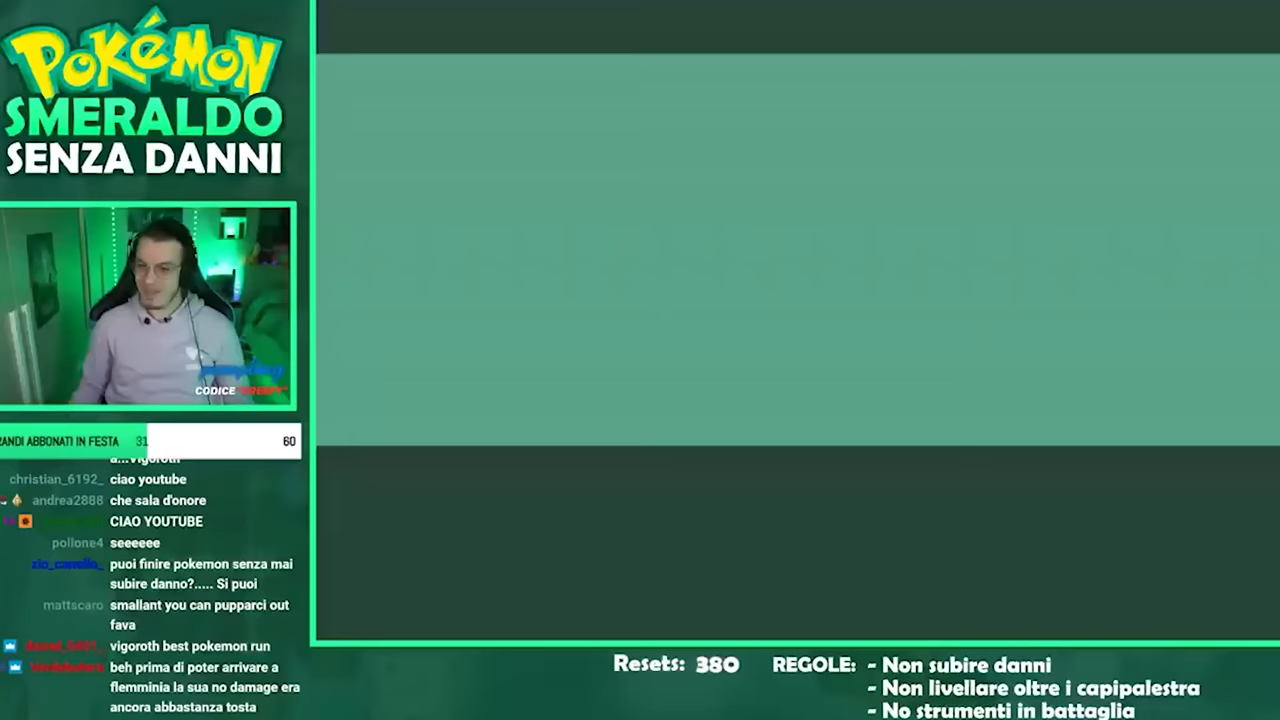 POKÉMON
SMERALDO
SENZA DANNI
CODICE
RANDI ABBONATI IN FESTA 31 60
a...Vigoroth
christian_6192_ ciao youtube
andrea2888 che sala d'onore
CIAO YOUTUBE
pollone4 seeeeee
puoi finire pokemon senza mai
subire danno?..... Si puoi
mattscaro smallant you can pupparci out
fava
vigoroth best pokemon run
beh prima di poter arrivare a
flemminia la sua no damage era
ancora abbastanza tosta
Resets: 380 REGOLE: - Non subire danni
- Non livellare oltre i capipalestra
- No strumenti in battaglia